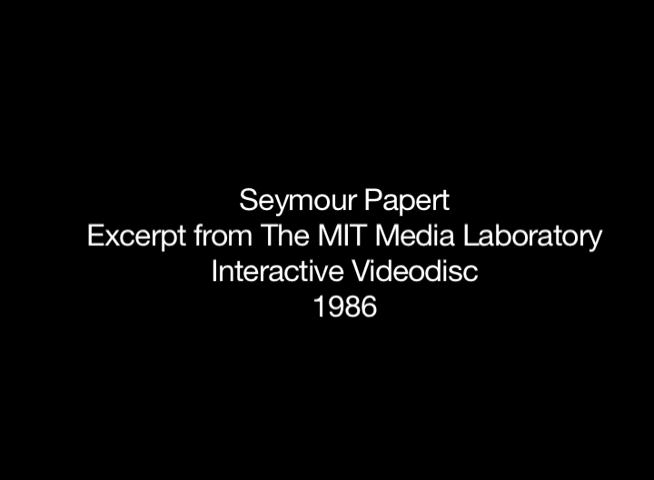 Seymour Papert
Excerpt from The MIT Media Laboratory
Interactive Videodisc
1986